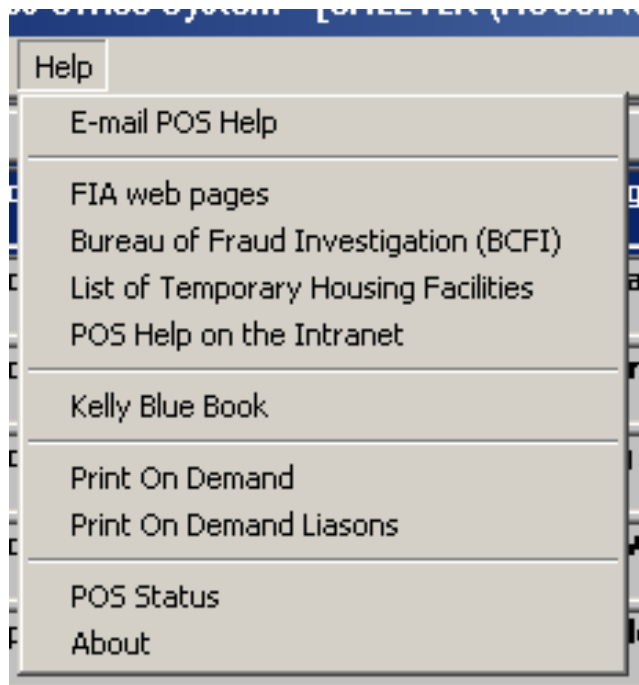 Help
E-mail POS Help
FIA web pages
Bureau of Fraud Investigation (BCFI)
List of Temporary Housing Facilities
POS Help on the Intranet
Kelly Blue Book
Print On Demand
Print On Demand Liasons
POS Status
About